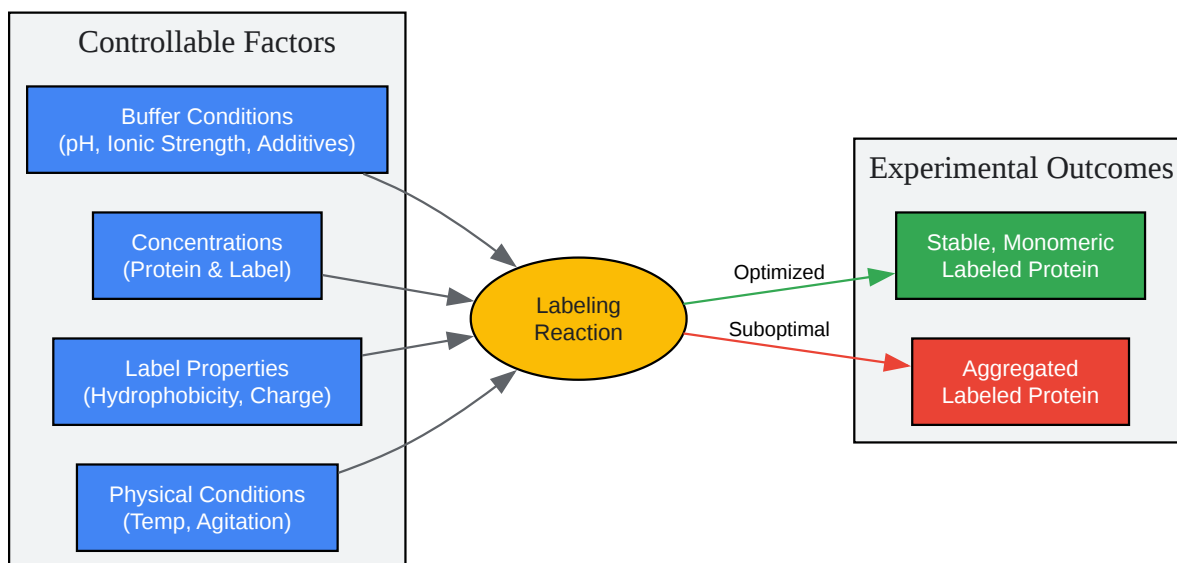 Controllable Factors
Buffer Conditions
(pH, Ionic Strength, Additives)
Concentrations
(Protein & Label)
Label Properties
(Hydrophobicity, Charge)
Physical Conditions
(Temp, Agitation)
Labeling
Reaction
Optimized
Suboptimal
Experimental Outcomes
Stable, Monomeric
Labeled Protein
Aggregated
Labeled Protein